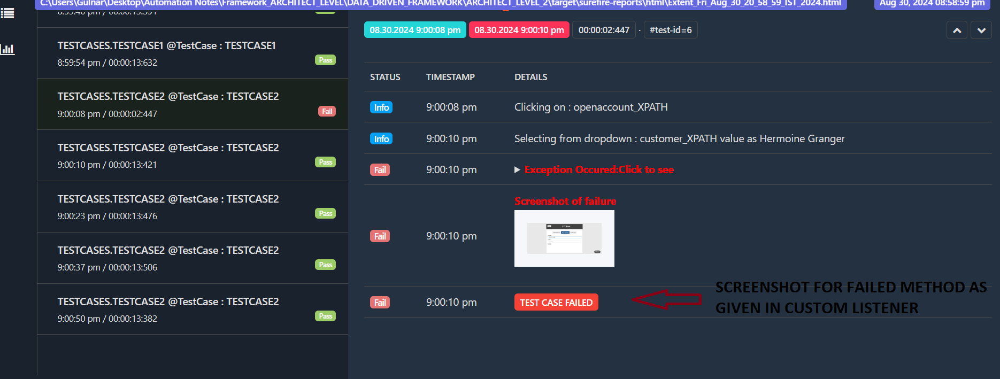 C:\Users\Gulnar\Desktop\Automation Notes\Framework_ARCHITECT_LEVEL\DATA_DRIVEN_FRAMEWORK\ARCHITECT_LEVEL_2\target\surefire-reports\html\Extent_Fri_Aug_30_20_58_59_IST_2024.html
Aug 30, 2024 08:58:59 pm
TESTCASES.TESTCASE1 @TestCase : TESTCASE1
8:59:54 pm / 00:00:13:632
Pass
TESTCASES.TESTCASE2 @TestCase : TESTCASE2
9:00:08 pm / 00:00:02:447
Fail
TESTCASES.TESTCASE2 @TestCase : TESTCASE2
9:00:10 pm / 00:00:13:421
Pass
TESTCASES.TESTCASE2 @TestCase : TESTCASE2
9:00:23 pm / 00:00:13:476
Pass
TESTCASES.TESTCASE2 @TestCase : TESTCASE2
9:00:37 pm / 00:00:13:506
Pass
TESTCASES.TESTCASE2 @TestCase : TESTCASE2
9:00:50 pm / 00:00:13:382
Pass
08.30.2024 9:00:08 pm 08.30.2024 9:00:10 pm 00:00:02:447 · #test-id=6
STATUS TIMESTAMP DETAILS
Info 9:00:08 pm Clicking on : openaccount_XPATH
Info 9:00:10 pm Selecting from dropdown : customer_XPATH value as Hermoine Granger
Fail 9:00:10 pm Exception Occured:Click to see
Screenshot of failure
Fail 9:00:10 pm
Fail 9:00:10 pm TEST CASE FAILED
SCREENSHOT FOR FAILED METHOD AS
GIVEN IN CUSTOM LISTENER